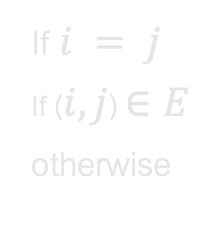 If i = j
If (i, j) ∈ E
otherwise